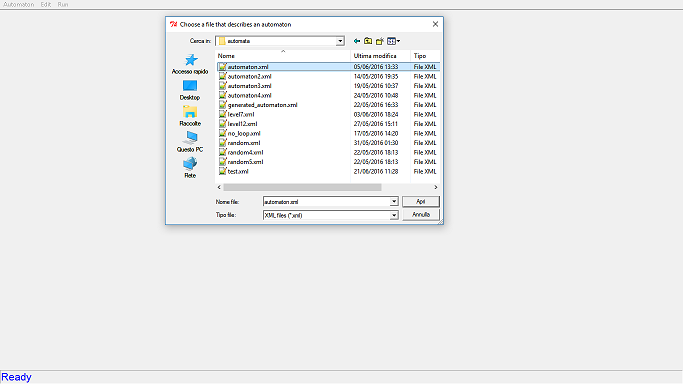 Automaton Edit Run
Choose a file that describes an automaton
Cerca in: automata
Nome Ultima modifica Tipo
automaton.xml 05/06/2016 13:33 File XML
automaton2.xml 14/05/2016 19:35 File XML
automaton3.xml 19/05/2016 10:37 File XML
automaton4.xml 24/05/2016 10:48 File XML
generated_automaton.xml 22/05/2016 16:33 File XML
level7.xml 03/06/2016 18:24 File XML
level12.xml 27/05/2016 15:11 File XML
no_loop.xml 17/05/2016 14:20 File XML
random.xml 31/05/2016 01:30 File XML
random4.xml 22/05/2016 18:13 File XML
random5.xml 22/05/2016 18:13 File XML
test.xml 21/06/2016 11:28 File XML
Accesso rapido
Desktop
Raccolte
Questo PC
Rete
Nome file: automaton.xml Apri
Tipo file: XML files (*.xml) Annulla
Ready